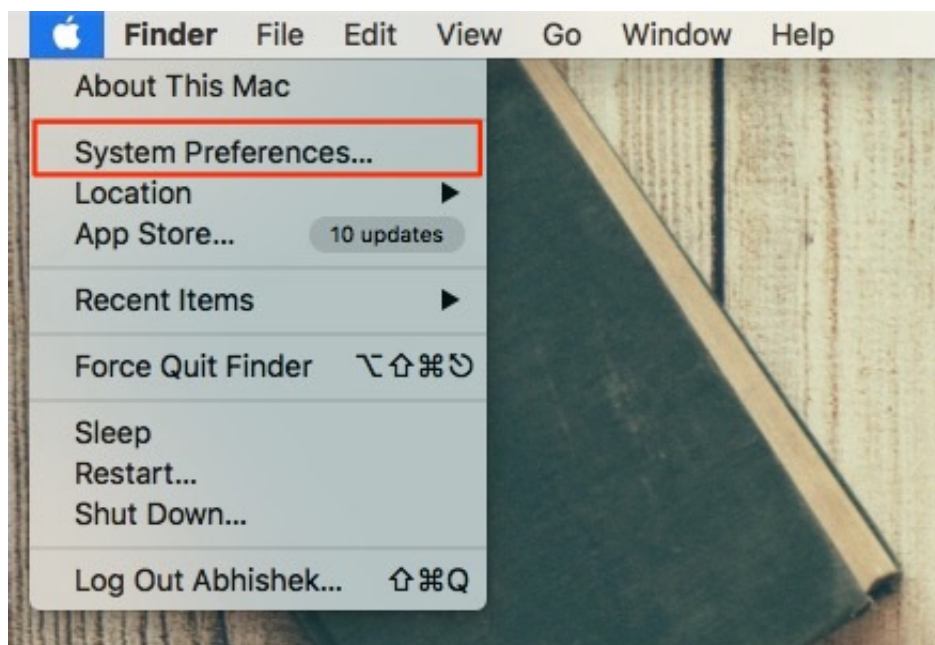 Finder File Edit View Go Window Help
About This Mac
System Preferences...
Location ▶
App Store... 10 updates
Recent Items ▶
Force Quit Finder ⌥⇧⌘⎋
Sleep
Restart...
Shut Down...
Log Out Abhishek... ⇧⌘Q